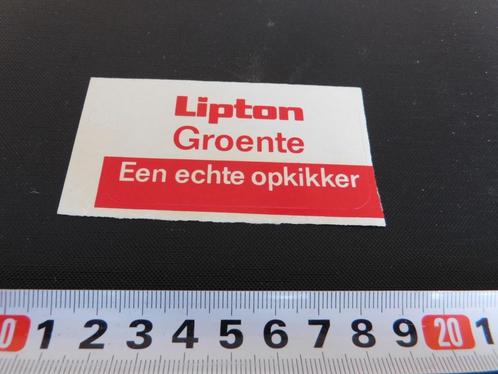 Lipton
Groente
Een echte opkikker
0 1 2 3 4 5 6 7 8 9 20 1